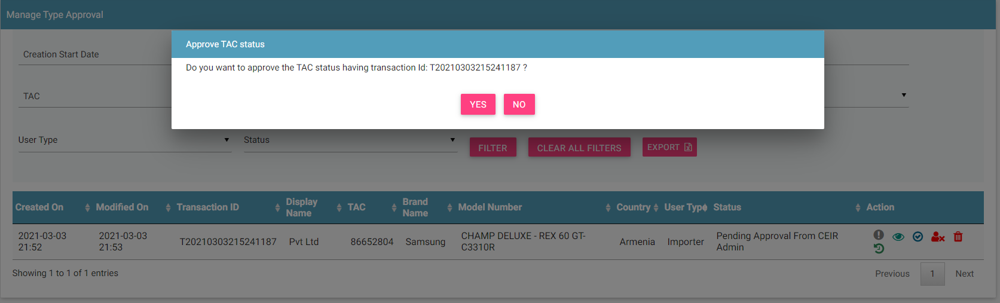 Manage Type Approval
Approve TAC status
Do you want to approve the TAC status having transaction Id: T20210303215241187 ?
YES NO
Creation Start Date
TAC
User Type
Status
FILTER
CLEAR ALL FILTERS
EXPORT
Created On
Modified On
Transaction ID
Display
Name
TAC
Brand
Name
Model Number
Country
User Type
Status
Action
2021-03-03
21:52
2021-03-03
21:53
T20210303215241187
Pvt Ltd
86652804
Samsung
CHAMP DELUXE - REX 60 GT-
C3310R
Armenia
Importer
Pending Approval From CEIR
Admin
Showing 1 to 1 of 1 entries
Previous 1 Next